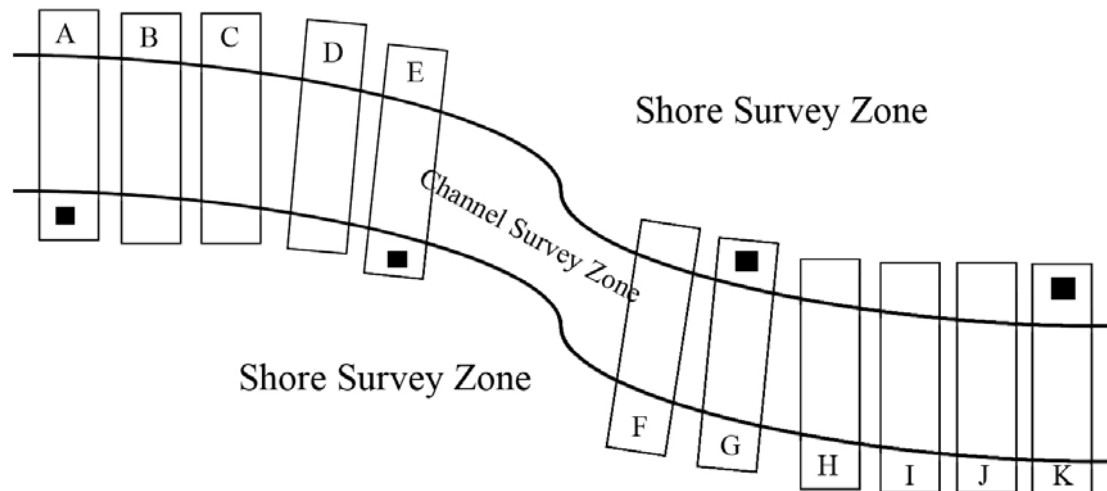 A
B
C
D
E
Shore Survey Zone
Channel Survey Zone
Shore Survey Zone
F
G
H
I
J
K